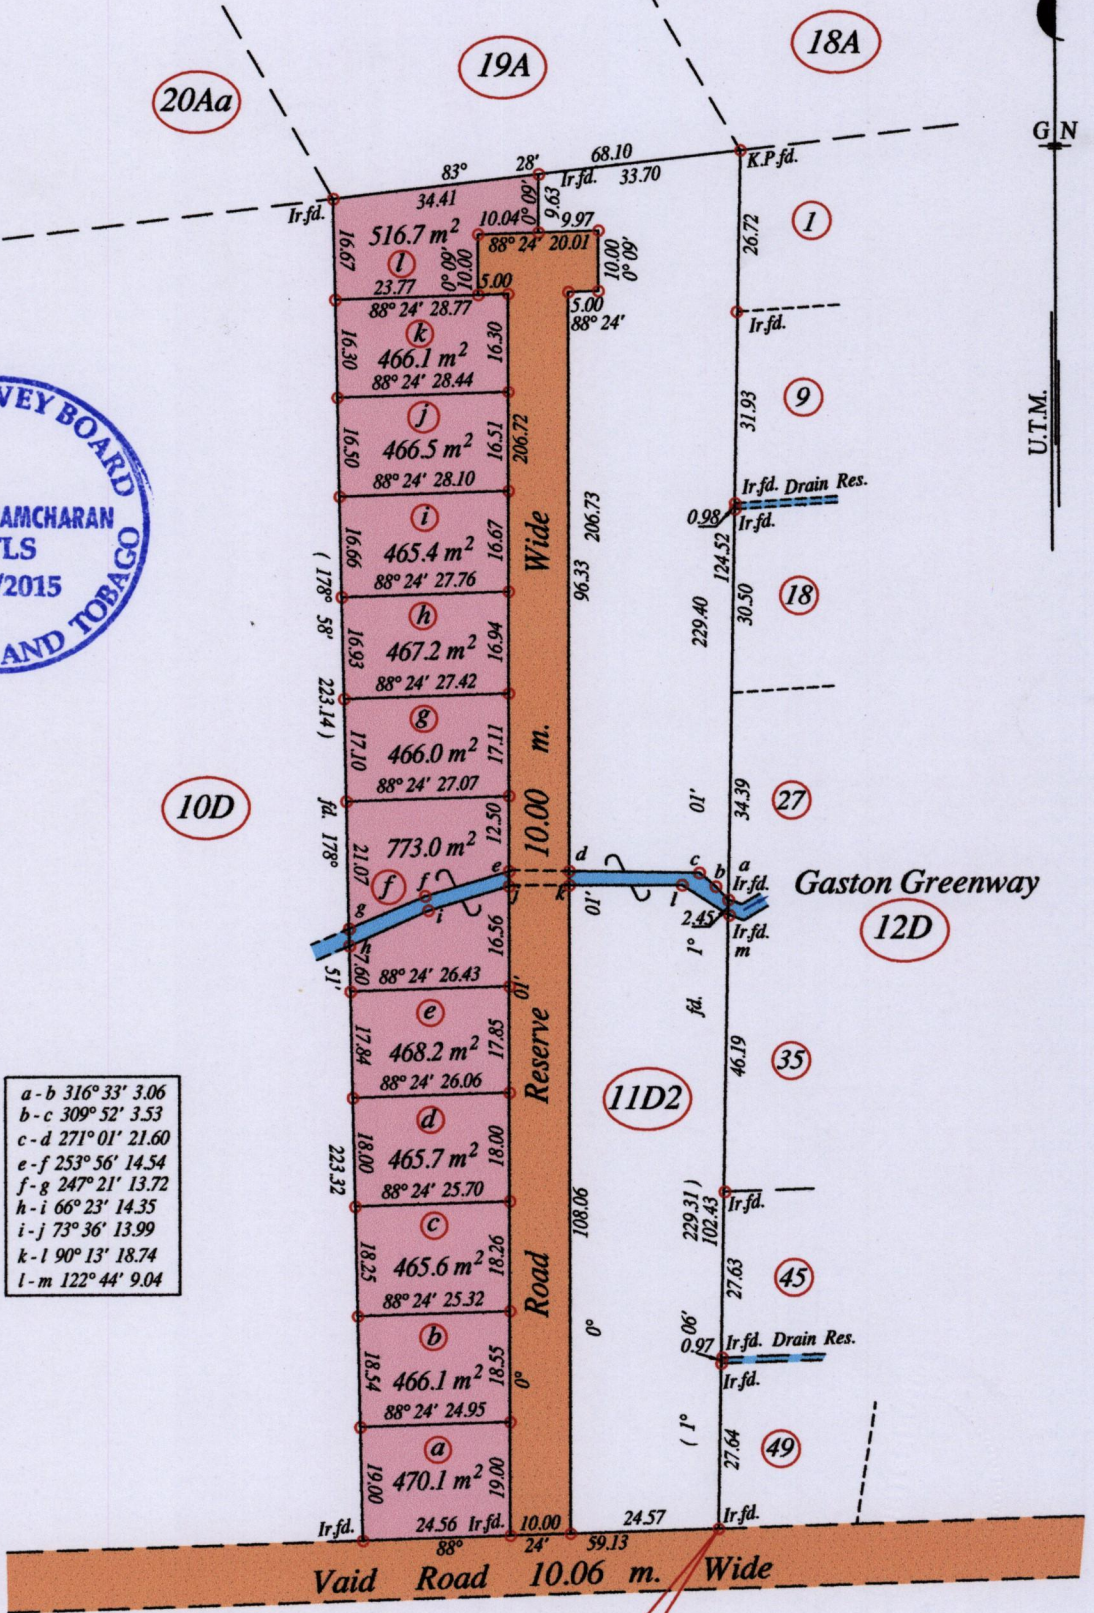 19A
18A
20Aa
G N
83° 28' 68.10
K.P.fd.
Ir.fd. 33.70
34.41
Ir.fd.
0° 09' 9.63
10.04 9.97
88° 24' 20.01
516.7 m²
l
16.67
0° 09' 10.00
10.00 0° 09'
26.72
1
23.77 5.00
5.00
88° 24' 28.77
88° 24'
Ir.fd.
k
16.30 466.1 m² 16.30
88° 24' 28.44
9
31.93
U.T.M.
j
16.50 466.5 m² 16.51
206.72
88° 24' 28.10
Ir.fd. Drain Res.
Ir.fd.
0.98
206.73
124.52
i
16.66 465.4 m² 16.67
88° 24' 27.76
Wide
96.33
30.50
18
229.40
( 178° 58' 223.14 )
h
16.93 467.2 m² 16.94
88° 24' 27.42
g
17.10 466.0 m² 17.11
88° 24' 27.07
m.
10.00
01'
34.39
27
10D
fd. 178° 51' 223.32
21.07 773.0 m² 12.50
f
e d c b a
f
i
g
h
j k l
Ir.fd.
2.45
Ir.fd.
m
Gaston Greenway
12D
01'
1°
fd.
7.60
16.56
88° 24' 26.43
01'
e
17.84 468.2 m² 17.85
88° 24' 26.06
Reserve
46.19
35
11D2
d
18.00 465.7 m² 18.00
88° 24' 25.70
108.06
229.31 )
102.43
Ir.fd.
c
18.25 465.6 m² 18.26
88° 24' 25.32
Road
27.63
45
0°
06'
0.97
Ir.fd. Drain Res.
Ir.fd.
b
18.54 466.1 m² 18.55
0°
88° 24' 24.95
( 1°
27.64
49
a
19.00 470.1 m² 19.00
Ir.fd. 24.56 Ir.fd. 10.00 24.57 Ir.fd.
88° 24' 59.13
Vaid Road 10.06 m. Wide
a - b 316° 33' 3.06
b - c 309° 52' 3.53
c - d 271° 01' 21.60
e - f 253° 56' 14.54
f - g 247° 21' 13.72
h - i 66° 23' 14.35
i - j 73° 36' 13.99
k - l 90° 13' 18.74
l - m 122° 44' 9.04
VEY BOARD
AMCHARAN
LS
/2015
AND TOBAGO